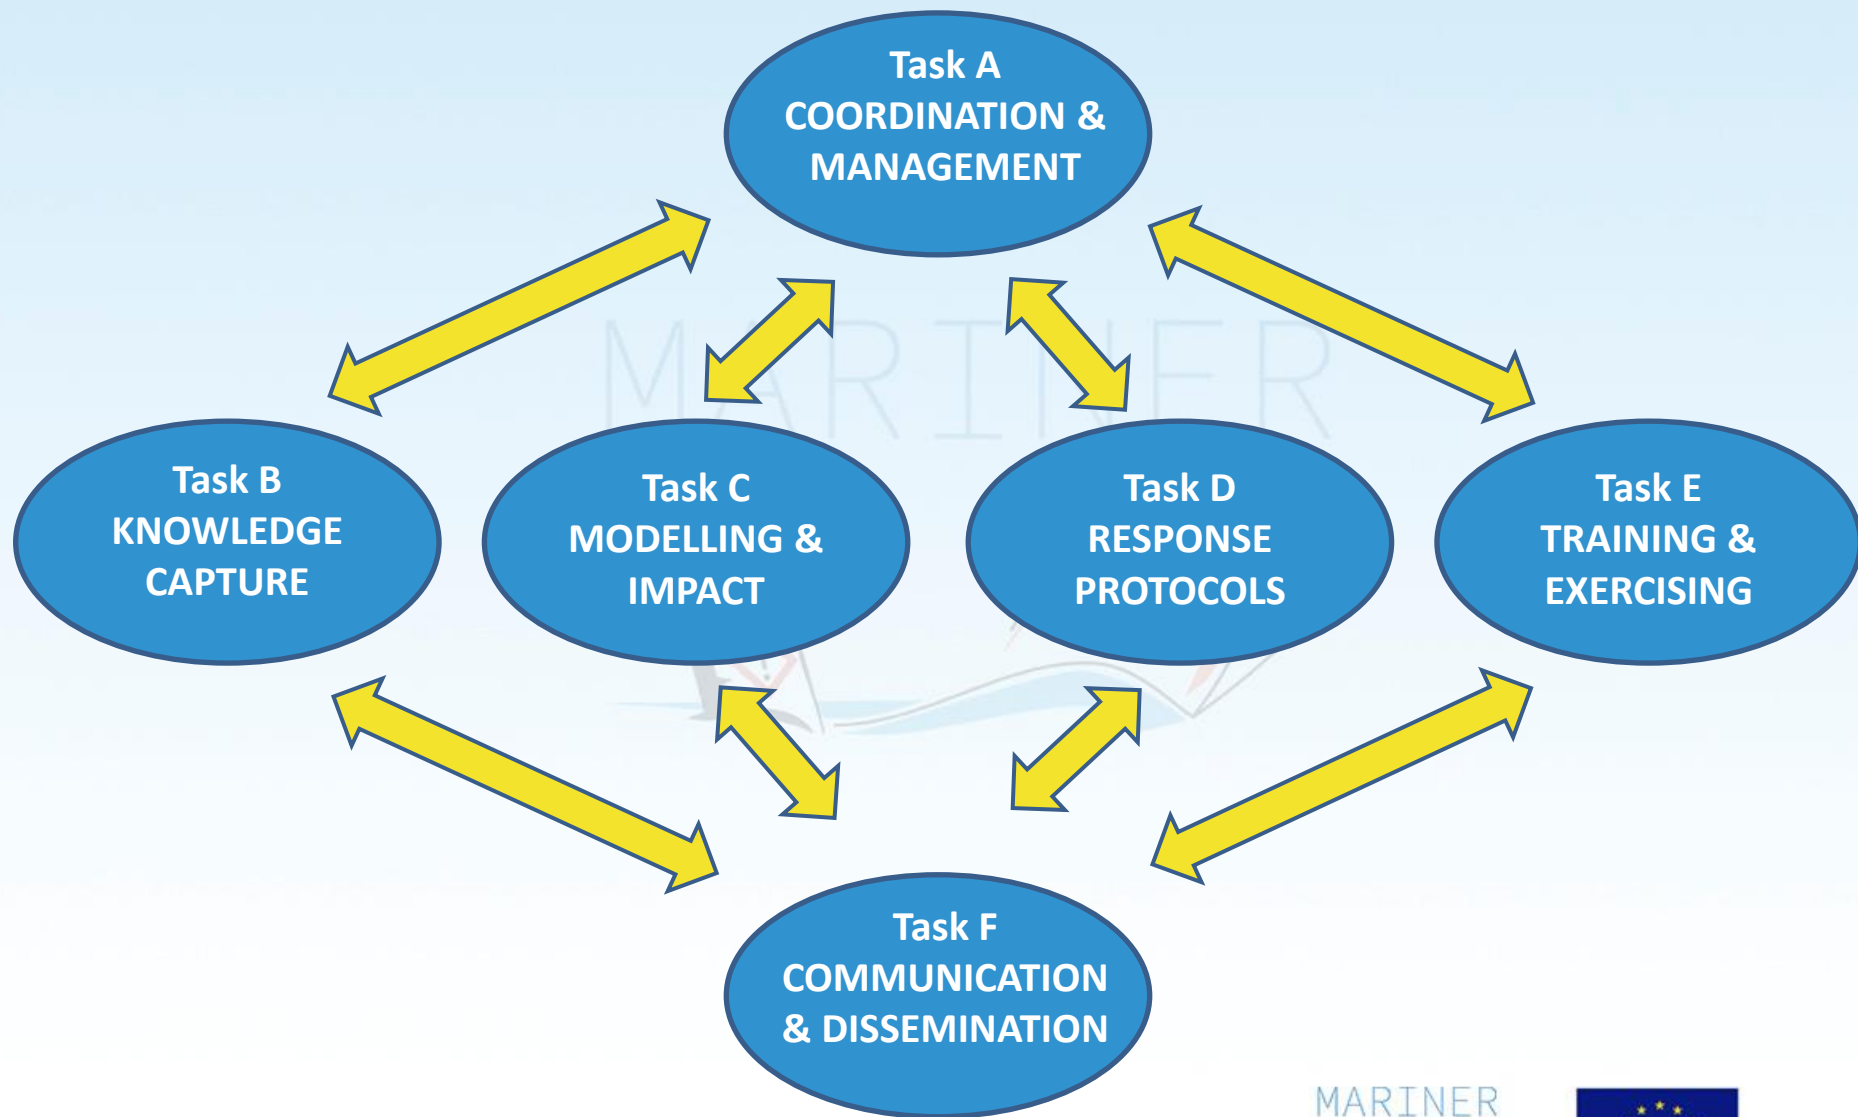 Task A
COORDINATION &
MANAGEMENT
MARINER
Task B
KNOWLEDGE
CAPTURE
Task C
MODELLING &
IMPACT
Task D
RESPONSE
PROTOCOLS
Task E
TRAINING &
EXERCISING
Task F
COMMUNICATION
& DISSEMINATION
MARINER